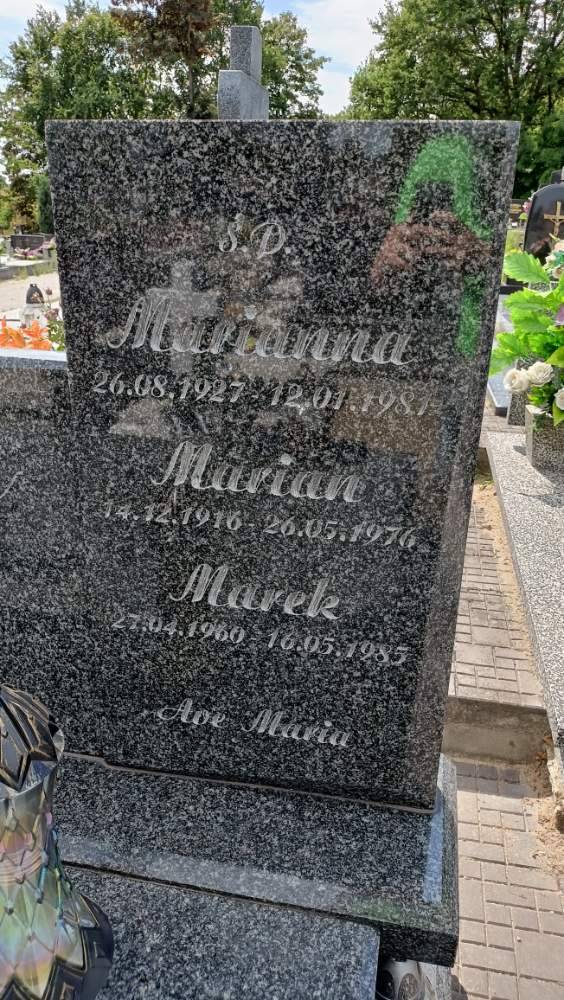 Ś.P.
Marianna
26.08.1927 - 12.01.1981
Marian
14.12.1916 - 26.05.1976
Marek
27.04.1960 - 16.05.1985
Ave Maria